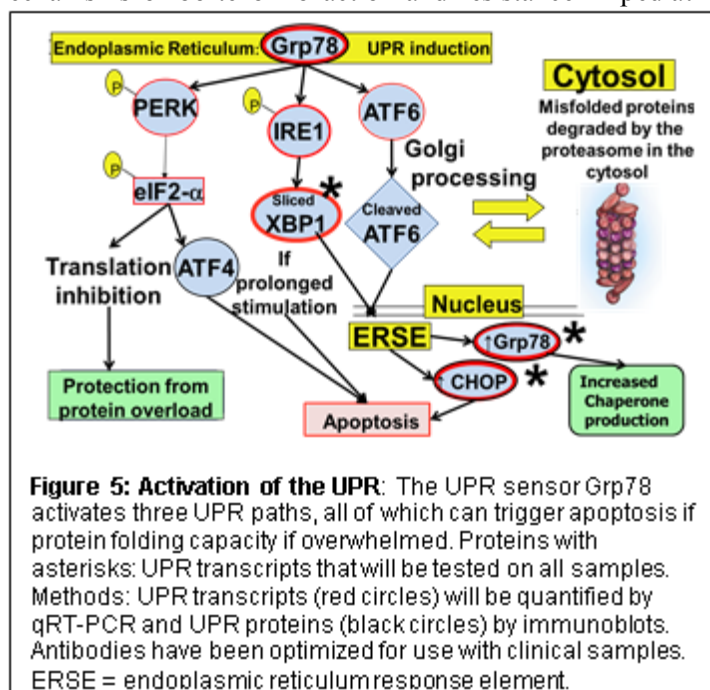 Endoplasmic Reticulum: Grp78 UPR induction
P
PERK
P
IRE1
ATF6
Cytosol
Misfolded proteins
degraded by the
proteasome in the
cytosol
Golgi
processing
P
eIF2-α
Sliced
XBP1
*
Cleaved
ATF6
Translation
inhibition
ATF4
If
prolonged
stimulation
Nucleus
ERSE
↑Grp78
*
↑ CHOP
*
Protection from
protein overload
Apoptosis
Increased
Chaperone
production
Figure 5: Activation of the UPR: The UPR sensor Grp78
activates three UPR paths, all of which can trigger apoptosis if
protein folding capacity if overwhelmed. Proteins with
asterisks: UPR transcripts that will be tested on all samples.
Methods: UPR transcripts (red circles) will be quantified by
qRT-PCR and UPR proteins (black circles) by immunoblots.
Antibodies have been optimized for use with clinical samples.
ERSE = endoplasmic reticulum response element.